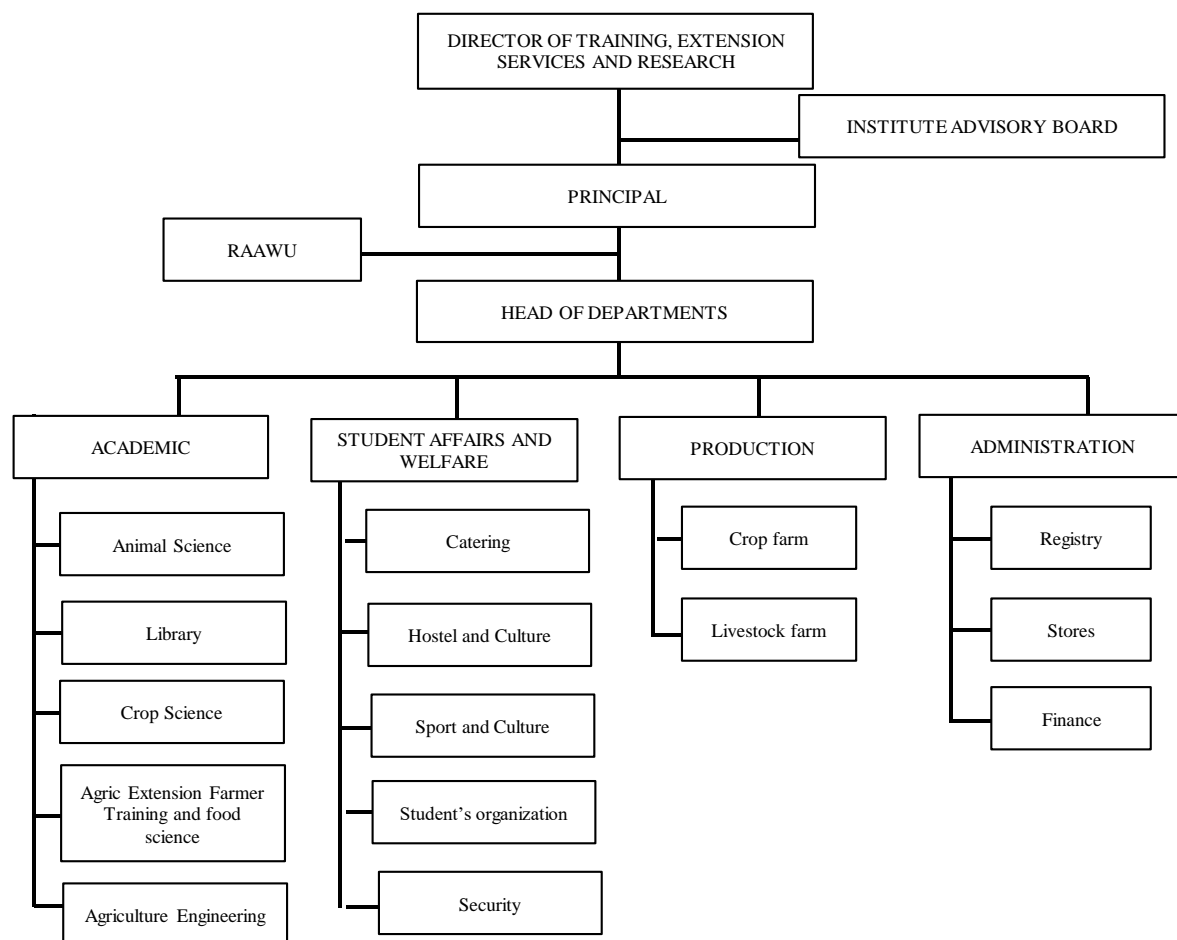 DIRECTOR OF TRAINING, EXTENSION
SERVICES AND RESEARCH
INSTITUTE ADVISORY BOARD
PRINCIPAL
RAAWU
HEAD OF DEPARTMENTS
ACADEMIC
STUDENT AFFAIRS AND
WELFARE
PRODUCTION
ADMINISTRATION
Animal Science
Library
Crop Science
Agric Extension Farmer
Training and food
science
Agriculture Engineering
Catering
Hostel and Culture
Sport and Culture
Student’s organization
Security
Crop farm
Livestock farm
Registry
Stores
Finance